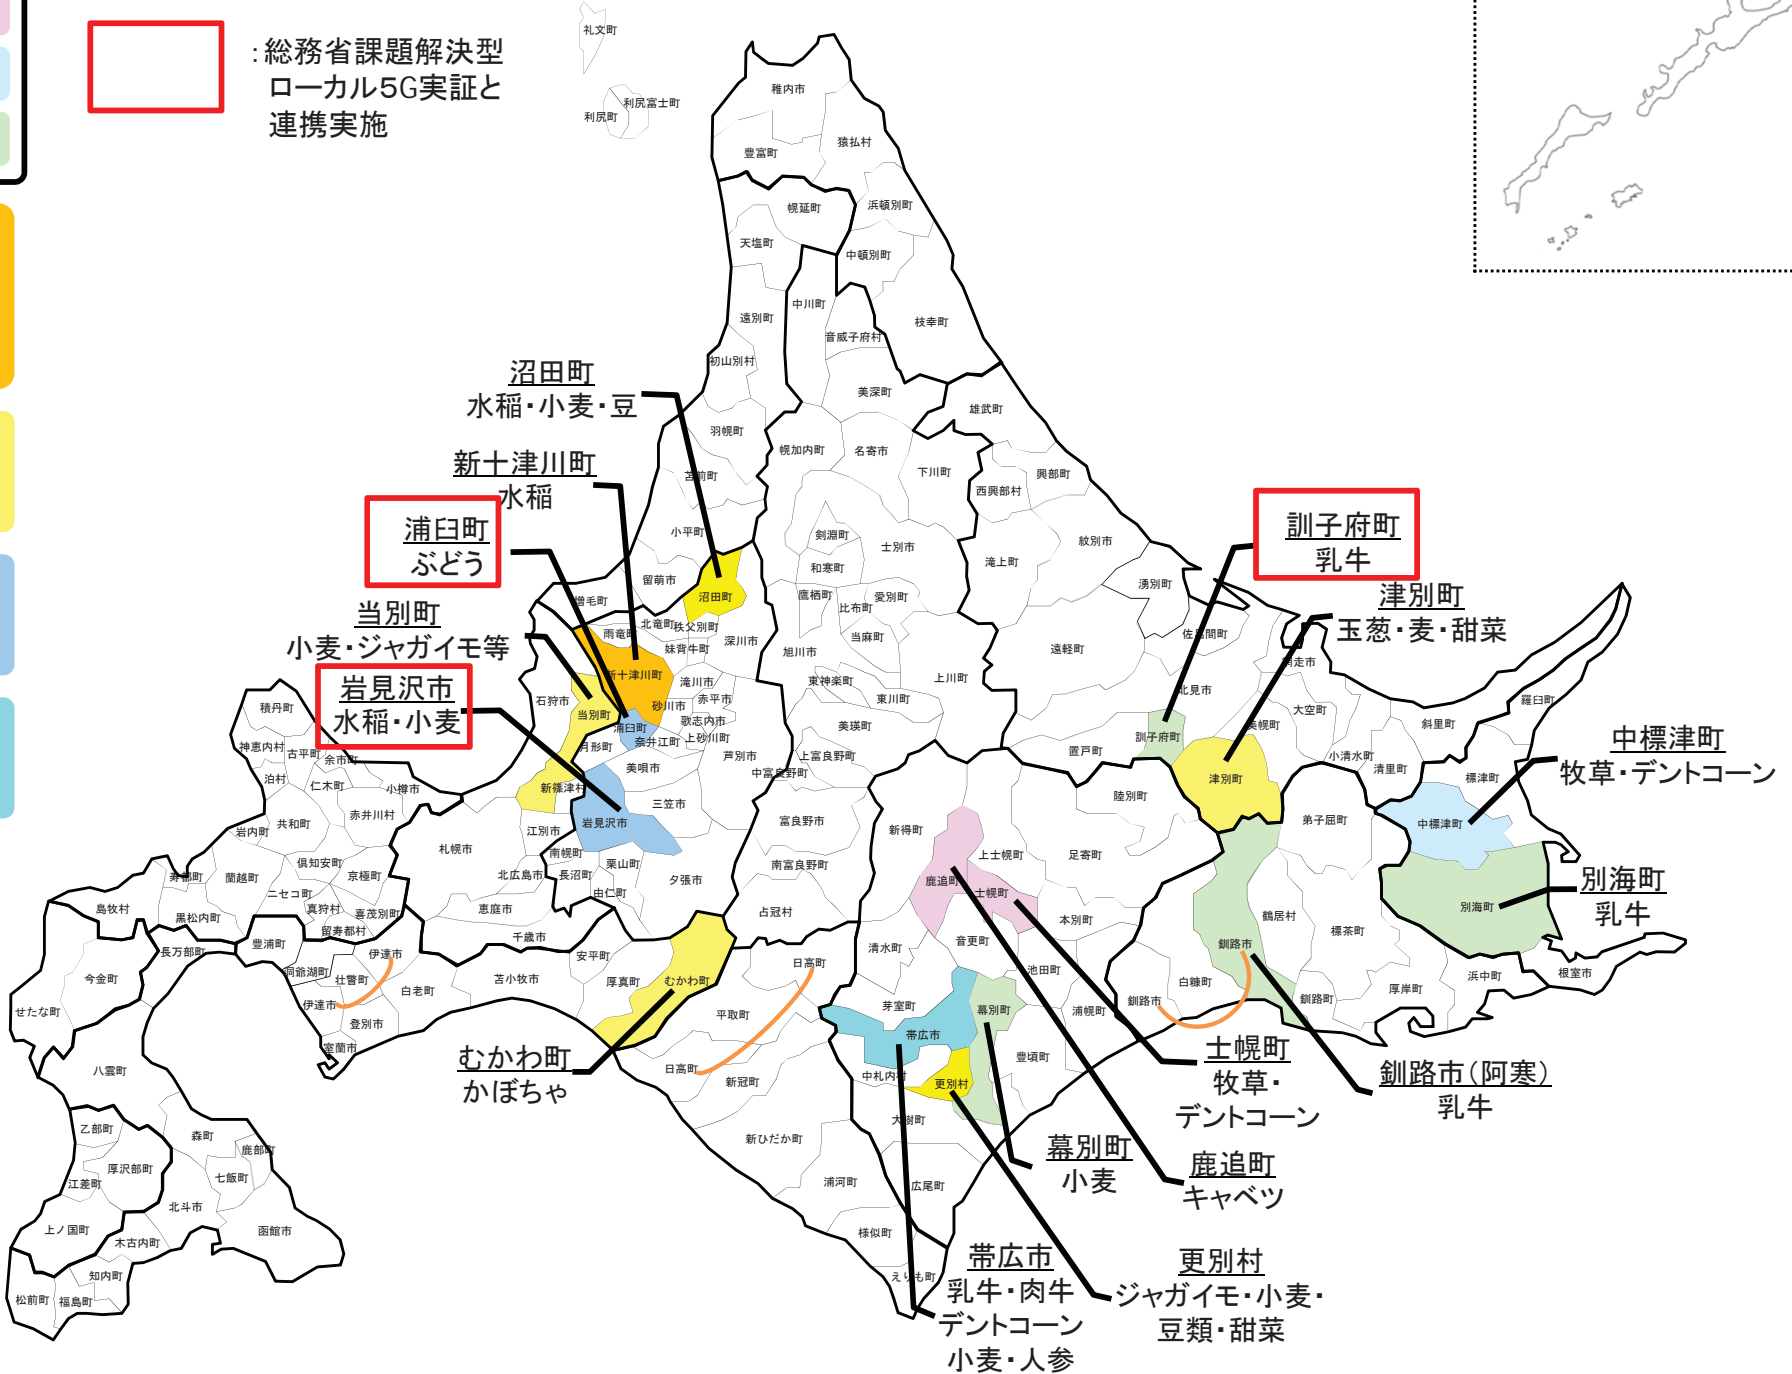 ：総務省課題解決型
ローカル5G実証と
連携実施
礼文町
利尻富士町
利尻町
稚内市
猿払村
豊富町
幌延町
浜頓別町
天塩町
中頓別町
中川町
遠別町
音威子府村
枝幸町
初山別村
美深町
雄武町
羽幌町
幌加内町
名寄市
下川町
西興部村
興部町
苫前町
小平町
剣淵町
士別市
滝上町
紋別市
和寒町
湧別町
留萌市
沼田町
鷹栖町
比布町
愛別町
増毛町
北竜町
秩父別町
雨竜町
深川市
当麻町
妹背牛町
旭川市
遠軽町
佐呂間町
網走市
新十津川町
滝川市
東神楽町
東川町
上川町
北見市
石狩市
赤平市
砂川市
大空町
羅臼町
積丹町
当別町
浦臼町
歌志内市
美瑛町
美幌町
斜里町
月形町
奈井江町
上砂川町
訓子府町
神恵内村
古平町
余市町
芦別市
上富良野町
置戸町
小清水町
泊村
仁木町
小樽市
美唄市
中富良野町
津別町
清里町
標津町
新篠津村
陸別町
赤井川村
三笠市
岩内町
共和町
江別市
岩見沢市
富良野市
新得町
弟子屈町
中標津町
札幌市
南幌町
栗山町
南富良野町
上士幌町
足寄町
倶知安町
京極町
寿都町
蘭越町
北広島市
長沼町
由仁町
夕張市
鹿追町
士幌町
ニセコ町
真狩村
喜茂別町
島牧村
黒松内町
恵庭市
占冠村
本別町
鶴居村
標茶町
別海町
留寿都村
千歳市
豊浦町
伊達市
長万部町
安平町
清水町
音更町
釧路市
洞爺湖町
壮瞥町
白老町
苫小牧市
厚真町
むかわ町
日高町
池田町
白糠町
浜中町
根室市
今金町
せたな町
伊達市
登別市
平取町
芽室町
幕別町
浦幌町
釧路市
釧路町
厚岸町
室蘭市
帯広市
豊頃町
八雲町
日高町
新冠町
中札内村
更別村
乙部町
森町
鹿部町
新ひだか町
大樹町
厚沢部町
江差町
七飯町
浦河町
広尾町
北斗市
上ノ国町
木古内町
函館市
様似町
知内町
えりも町
松前町
福島町
沼田町
水稲・小麦・豆
新十津川町
水稲
浦臼町
ぶどう
当別町
小麦・ジャガイモ等
岩見沢市
水稲・小麦
訓子府町
乳牛
津別町
玉葱・麦・甜菜
中標津町
牧草・デントコーン
別海町
乳牛
むかわ町
かぼちゃ
士幌町
牧草・
デントコーン
釧路市（阿寒）
乳牛
幕別町
小麦
鹿追町
キャベツ
帯広市
乳牛・肉牛
デントコーン
小麦・人参
更別村
ジャガイモ・小麦・
豆類・甜菜